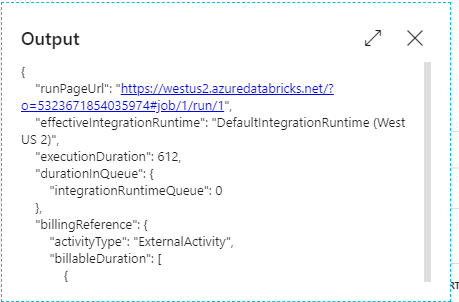 Output
{
"runPageUrl": "https://westus2.azuredatabricks.net/?
o=5323671854035974#job/1/run/1",
"effectiveIntegrationRuntime": "DefaultIntegrationRuntime (West
US 2)",
"executionDuration": 612,
"durationInQueue": {
"integrationRuntimeQueue": 0
},
"billingReference": {
"activityType": "ExternalActivity",
"billableDuration": [
{
RT